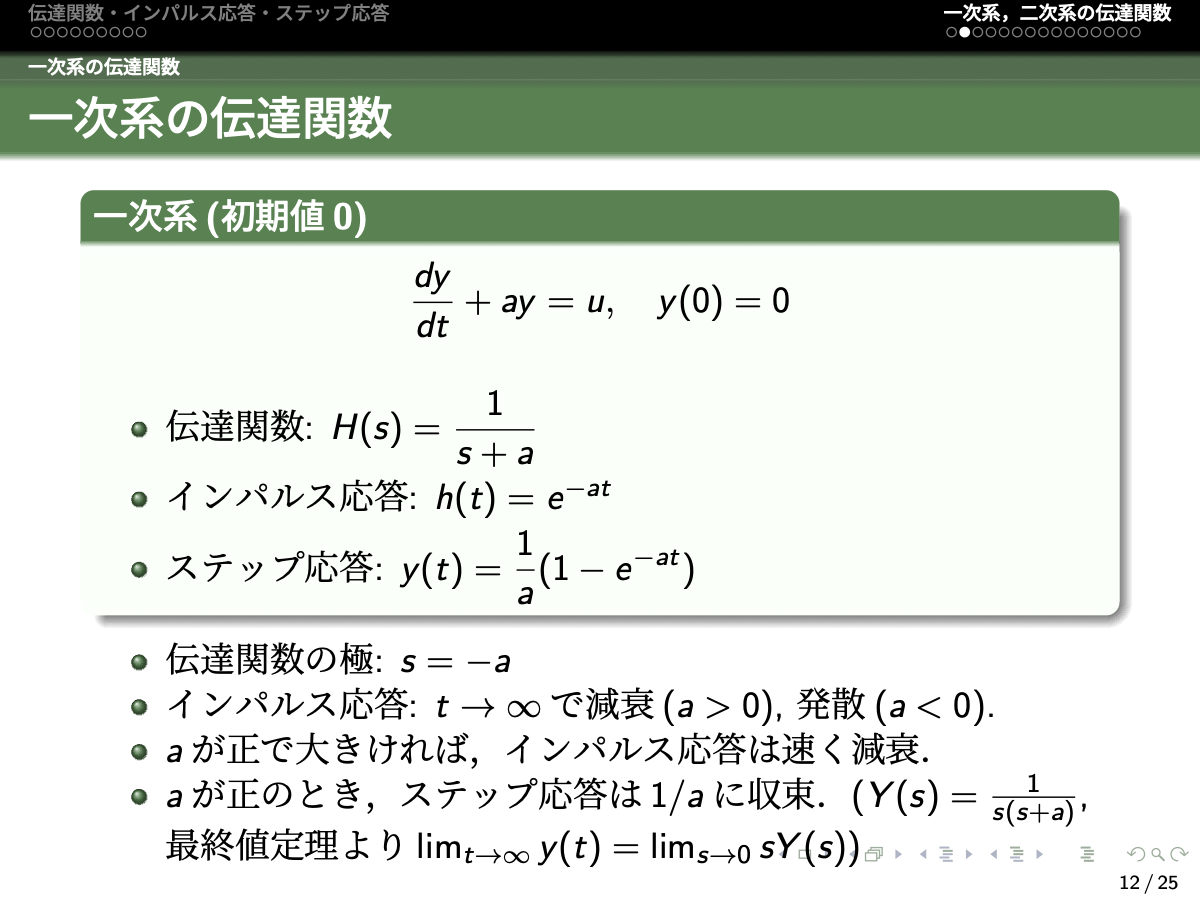 伝達関数・インパルス応答・ステップ応答
一次系，二次系の伝達関数
一次系の伝達関数
一次系の伝達関数
一次系 (初期値 0)
dy/dt + ay = u, y(0) = 0
伝達関数: H(s) = 1/(s + a)
インパルス応答: h(t) = e^{−at}
ステップ応答: y(t) = 1/a (1 − e^{−at})
伝達関数の極: s = −a
インパルス応答: t → ∞ で減衰 (a > 0), 発散 (a < 0).
a が正で大きければ，インパルス応答は速く減衰．
a が正のとき，ステップ応答は 1/a に収束．(Y(s) = 1/(s(s+a)),
最終値定理より lim_{t→∞} y(t) = lim_{s→0} sY(s))
12 / 25